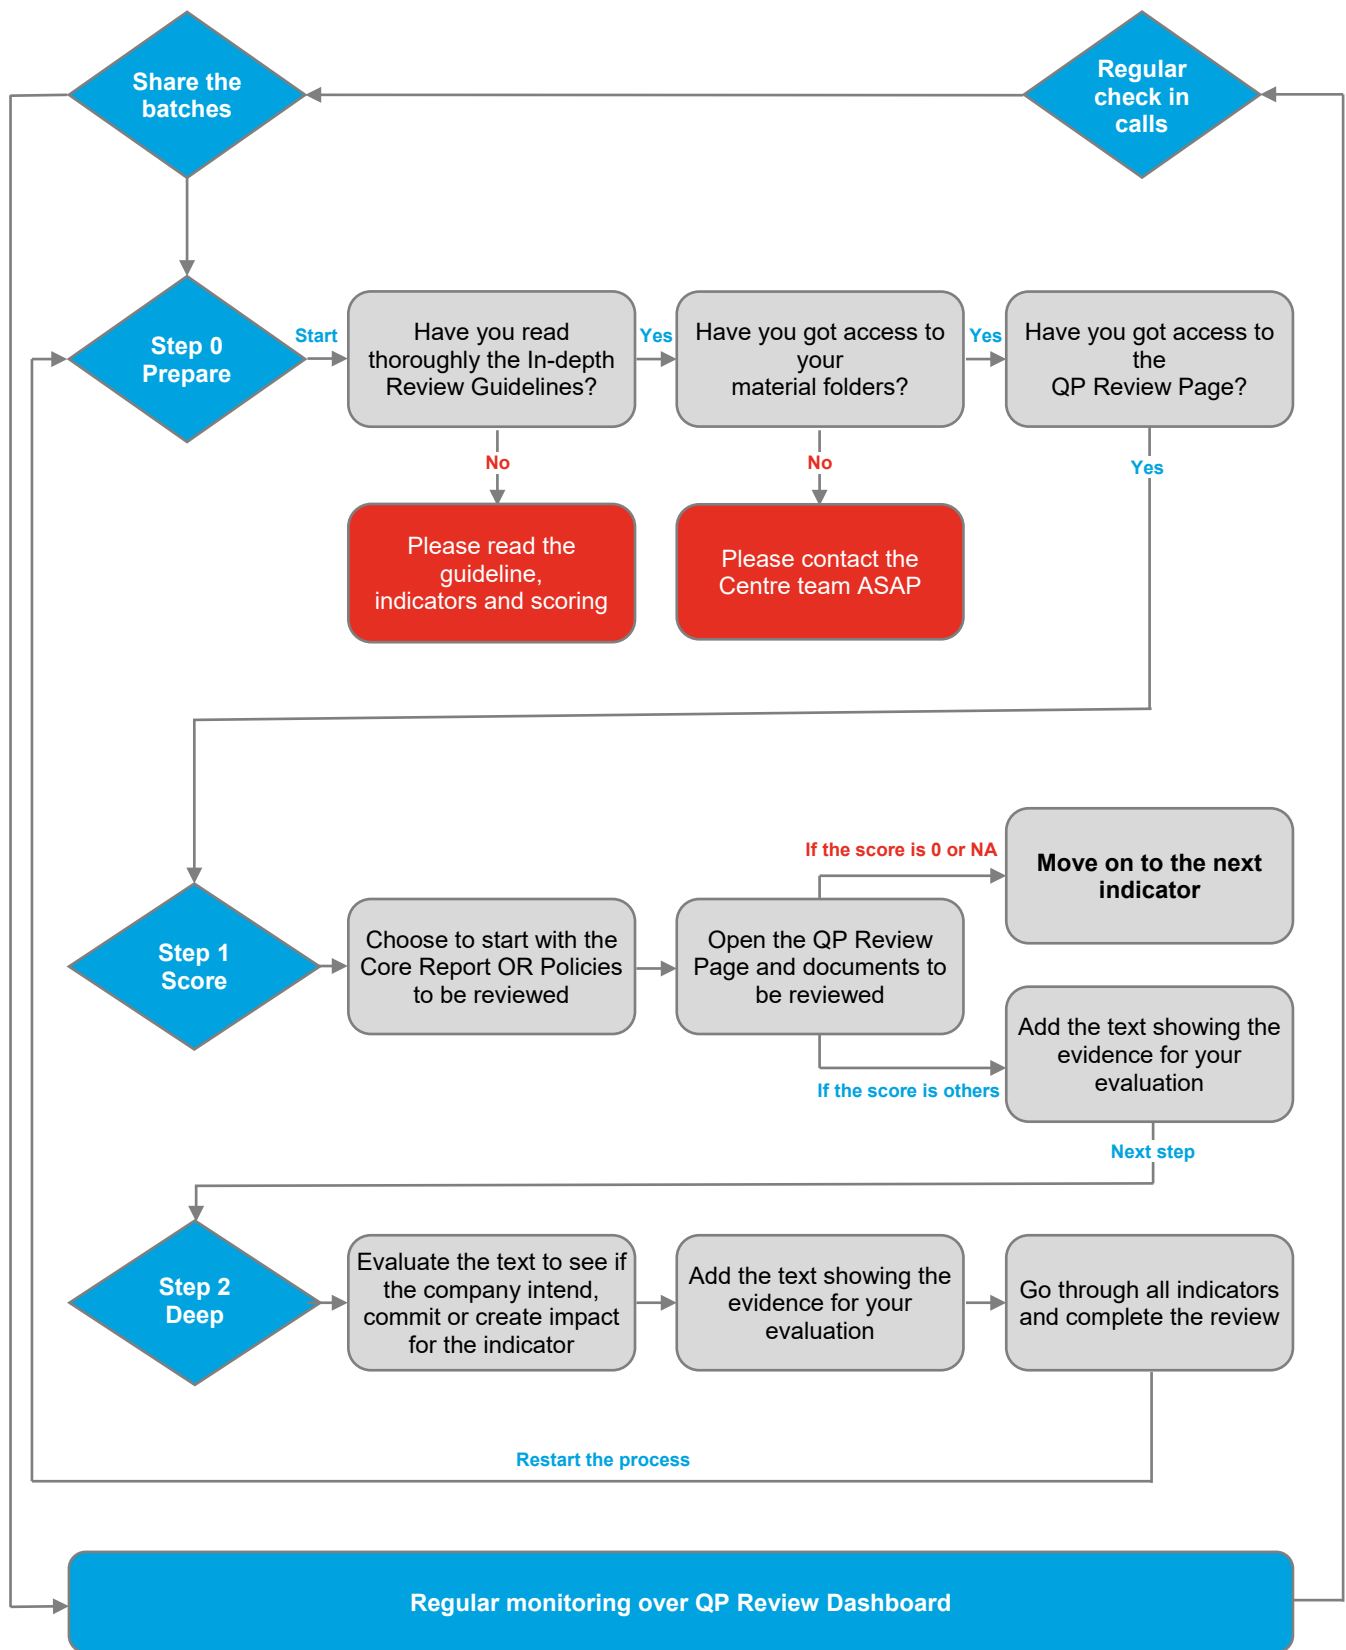 Share the
batches
Regular
check in
calls
Step 0
Prepare
Start
Have you read
thoroughly the In-depth
Review Guidelines?
Yes
Have you got access to
your
material folders?
Yes
Have you got access to
the
QP Review Page?
No
No
Yes
Please read the
guideline,
indicators and scoring
Please contact the
Centre team ASAP
Step 1
Score
Choose to start with the
Core Report OR Policies
to be reviewed
Open the QP Review
Page and documents to
be reviewed
If the score is 0 or NA
Move on to the next
indicator
If the score is others
Add the text showing the
evidence for your
evaluation
Next step
Step 2
Deep
Evaluate the text to see if
the company intend,
commit or create impact
for the indicator
Add the text showing the
evidence for your
evaluation
Go through all indicators
and complete the review
Restart the process
Regular monitoring over QP Review Dashboard